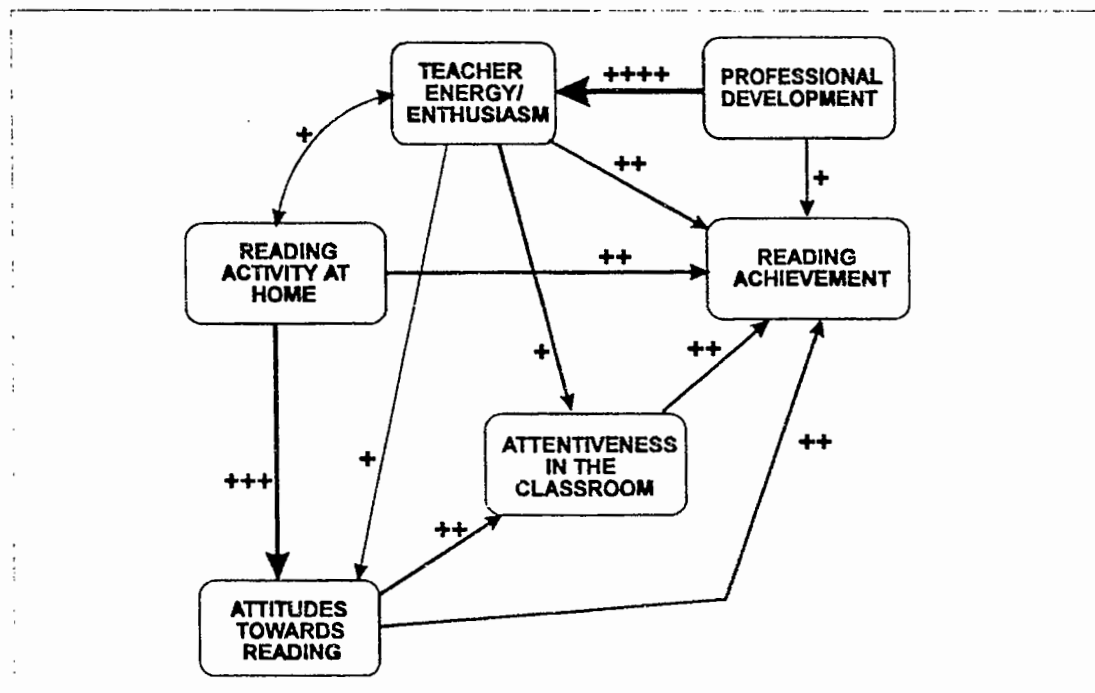 TEACHER
ENERGY/
ENTHUSIASM
++++
PROFESSIONAL
DEVELOPMENT
+
++
+
READING
ACTIVITY AT
HOME
++
READING
ACHIEVEMENT
+
++
ATTENTIVENESS
IN THE
CLASSROOM
++
+
+++
++
ATTITUDES
TOWARDS
READING